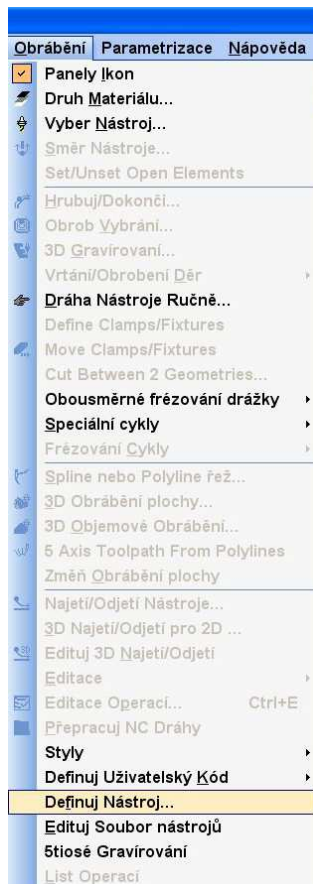 Obrábění Parametrizace Nápověda
Panely Ikon
Druh Materiálu...
Vyber Nástroj...
Směr Nástroje...
Set/Unset Open Elements
Hrubuj/Dokonči...
Obrob Vybrání...
3D Gravírovaní...
Vrtání/Obrobení Děr
Dráha Nástroje Ručně...
Define Clamps/Fixtures
Move Clamps/Fixtures
Cut Between 2 Geometries...
Obousměrné frézování drážky
Speciální cykly
Frézování Cykly
Spline nebo Polyline řež...
3D Obrábění plochy...
3D Objemově Obrábění...
5 Axis Toolpath From Polylines
Změň Obrábění plochy
Najetí/Odjetí Nástroje...
3D Najetí/Odjetí pro 2D ...
Edituj 3D Najetí/Odjetí
Editace
Editace Operací... Ctrl+E
Přepracuj NC Dráhy
Styly
Definuj Uživatelský Kód
Definuj Nástroj...
Edituj Soubor nástrojů
5tiosé Gravírování
List Operací